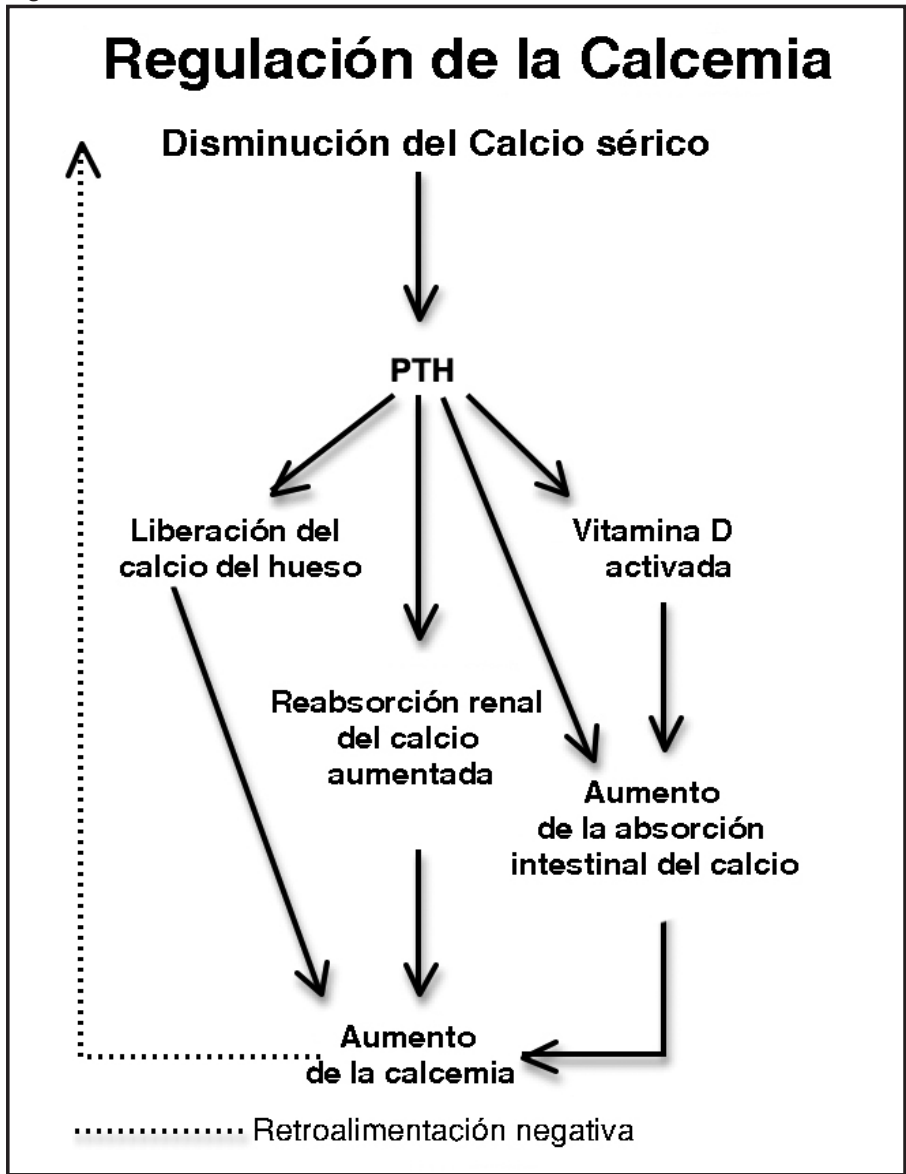 Regulación de la Calcemia
Disminución del Calcio sérico
PTH
Liberación del
calcio del hueso
Vitamina D
activada
Reabsorción renal
del calcio
aumentada
Aumento
de la absorción
intestinal del calcio
Aumento
de la calcemia
Retroalimentación negativa